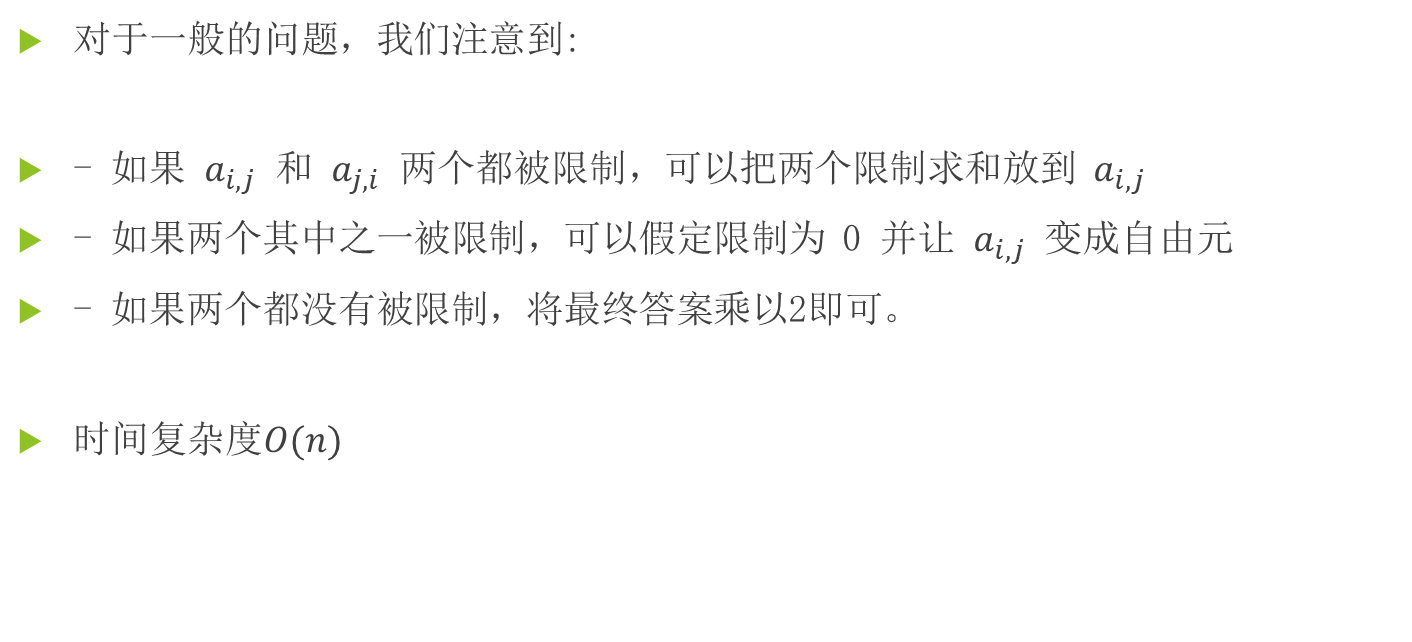 对于一般的问题，我们注意到:
- 如果 a_{i,j} 和 a_{j,i} 两个都被限制，可以把两个限制求和放到 a_{i,j}
- 如果两个其中之一被限制，可以假定限制为 0 并让 a_{i,j} 变成自由元
- 如果两个都没有被限制，将最终答案乘以2即可。
时间复杂度O(n)